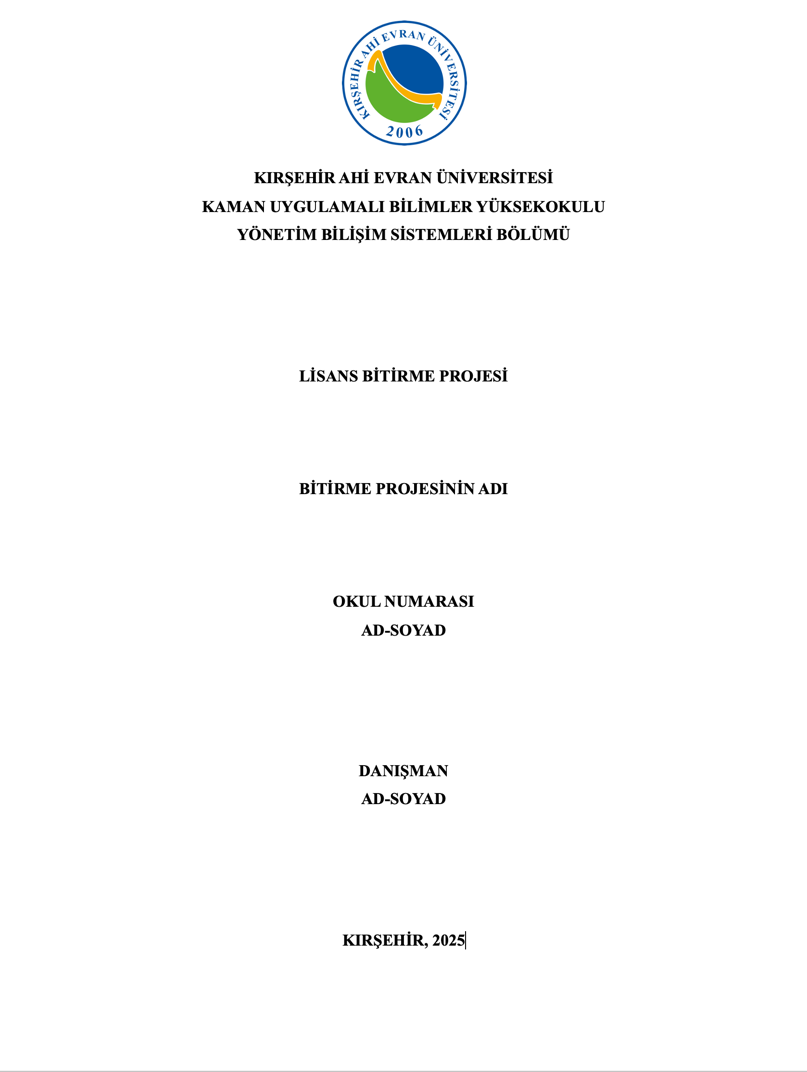 KIRŞEHİR AHİ EVRAN ÜNİVERSİTESİ
2006
KIRŞEHİR AHİ EVRAN ÜNİVERSİTESİ
KAMAN UYGULAMALI BİLİMLER YÜKSEKOKULU
YÖNETİM BİLİŞİM SİSTEMLERİ BÖLÜMÜ
LİSANS BİTİRME PROJESİ
BİTİRME PROJESİNİN ADI
OKUL NUMARASI
AD-SOYAD
DANIŞMAN
AD-SOYAD
KIRŞEHİR, 2025